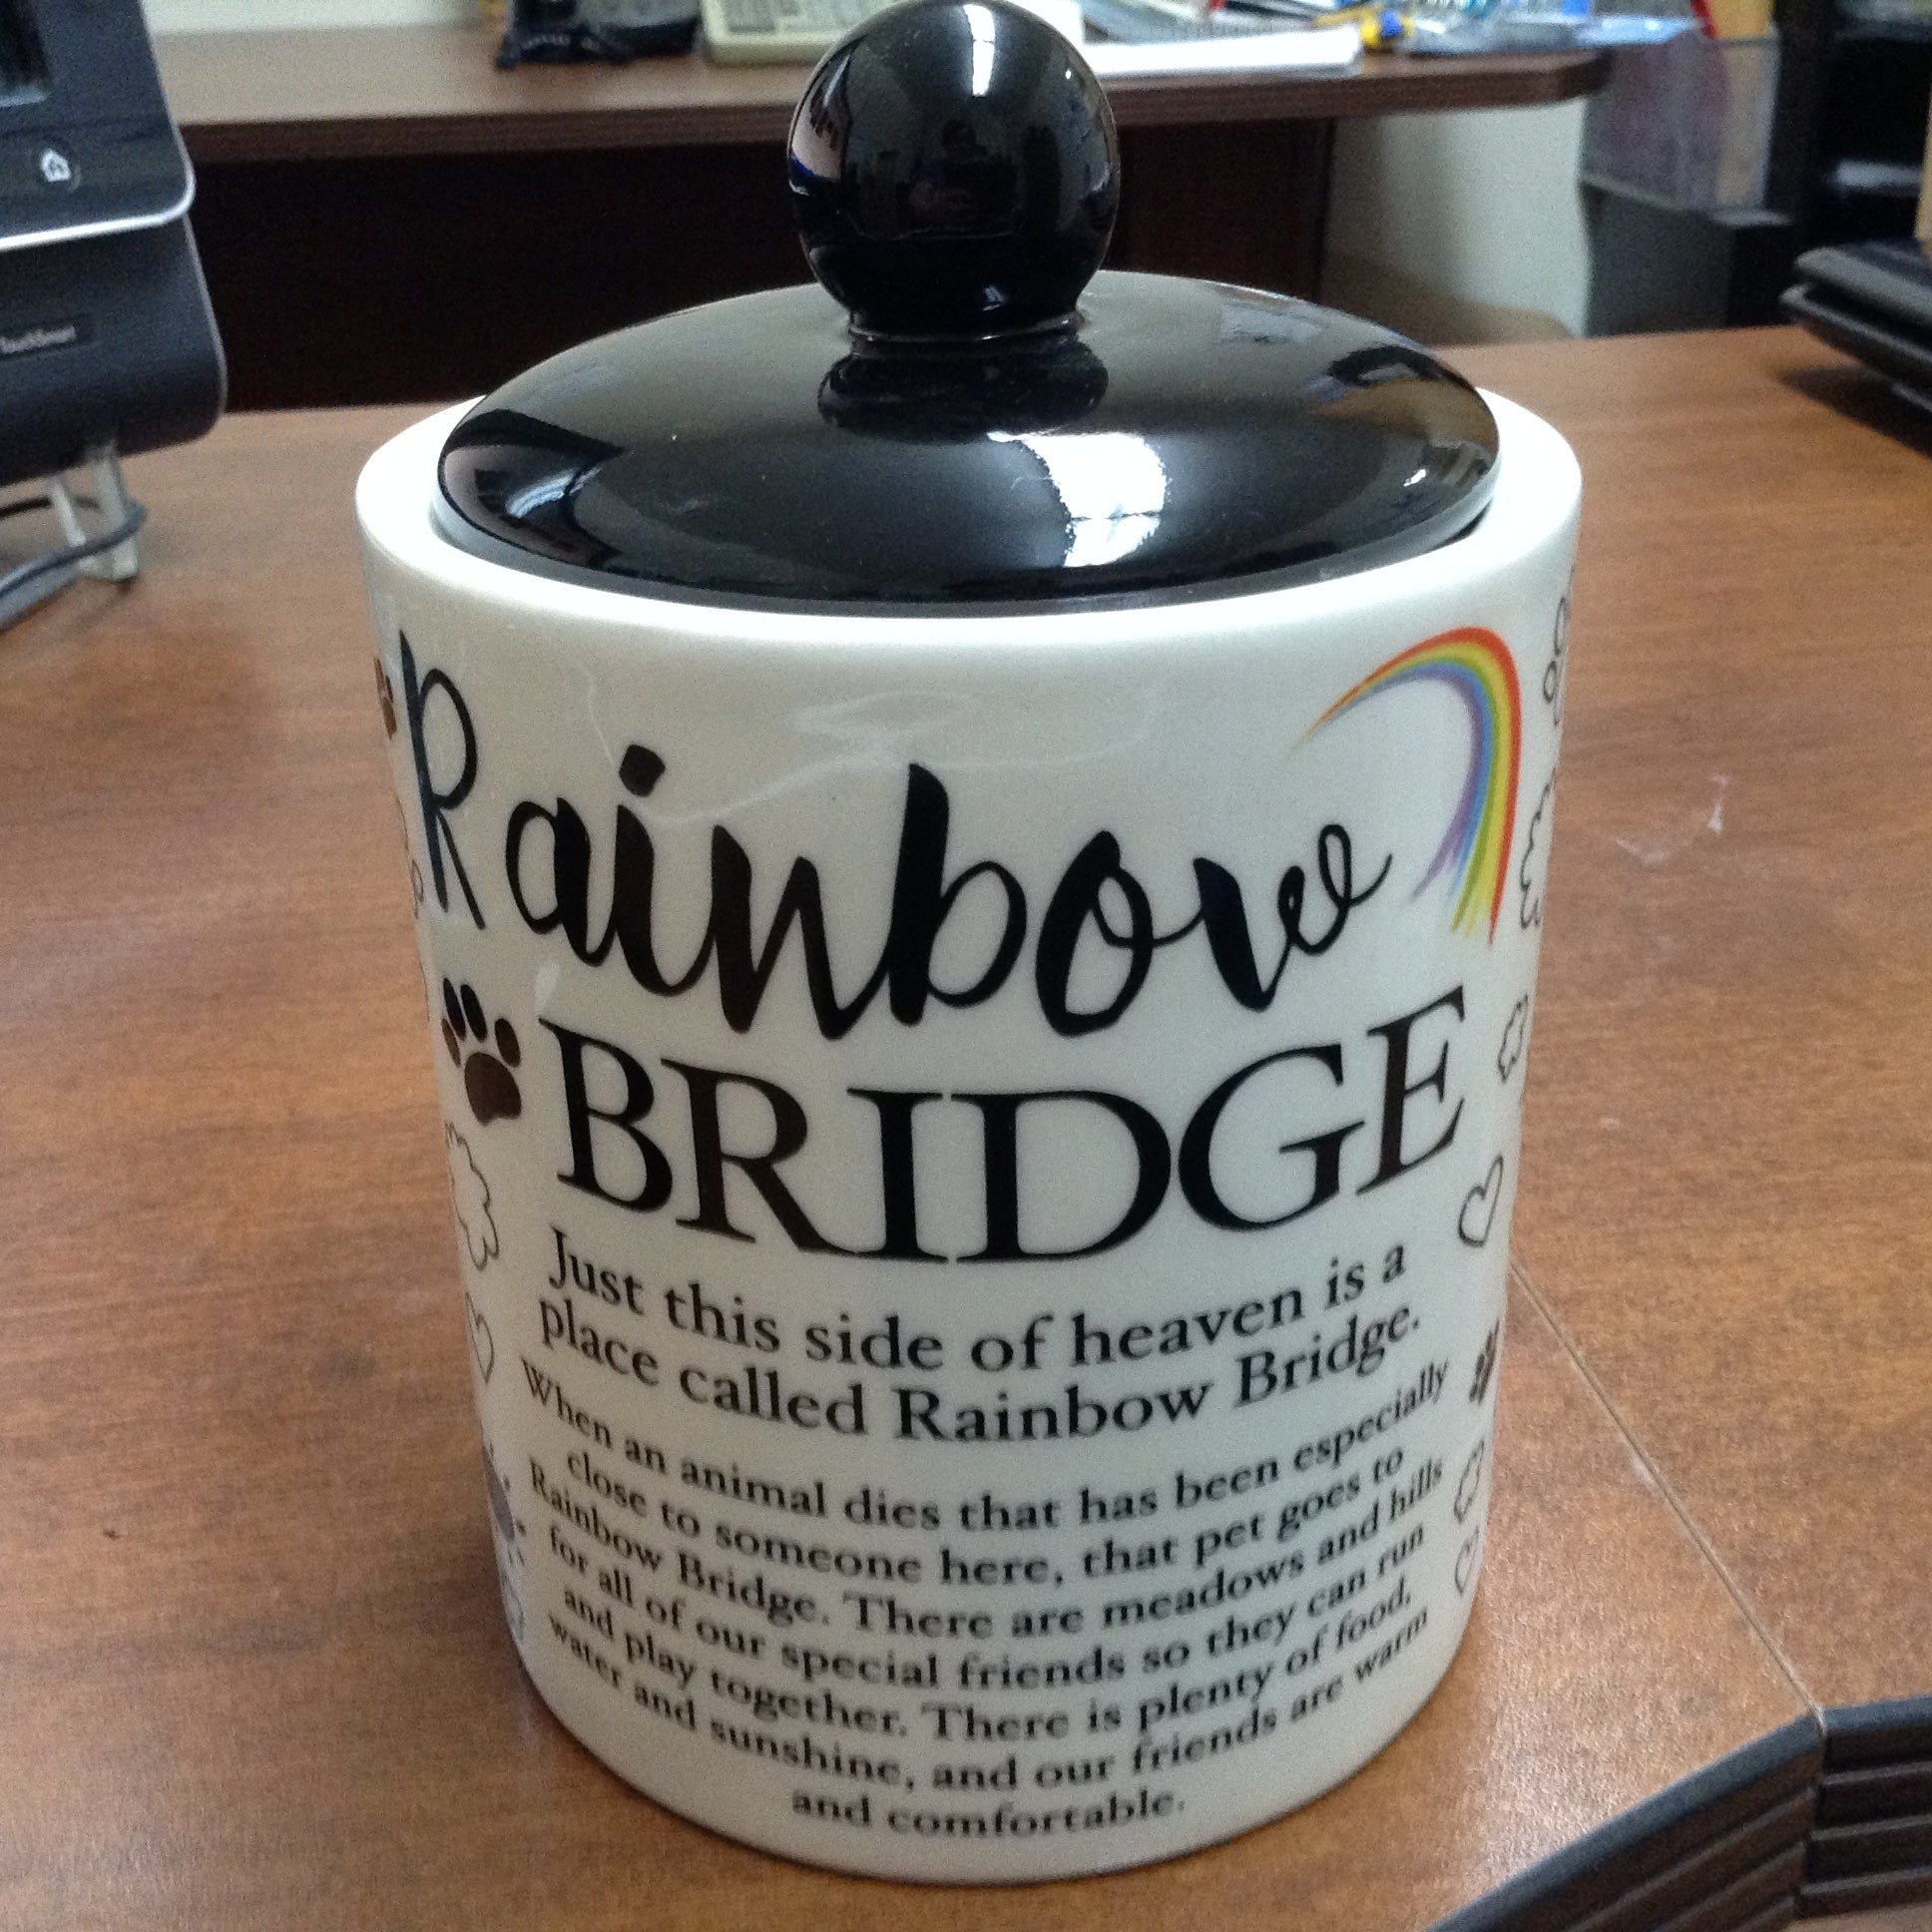 TouchSmart
Rainbow
BRIDGE
Just this side of heaven is a
place called Rainbow Bridge.
When an animal dies that has been especially
close to someone here, that pet goes to
Rainbow Bridge. There are meadows and hills
for all of our special friends so they can run
and play together. There is plenty of food,
water and sunshine, and our friends are warm
and comfortable.